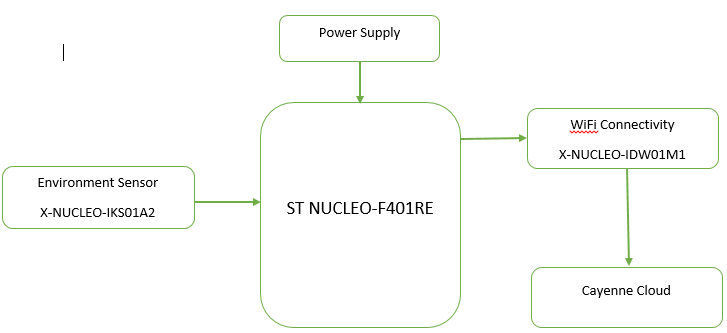 Power Supply
WiFi Connectivity
X-NUCLEO-IDW01M1
Environment Sensor
X-NUCLEO-IKS01A2
ST NUCLEO-F401RE
Cayenne Cloud